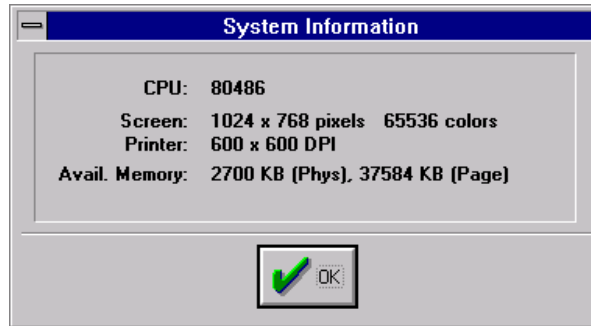 System Information
CPU: 80486
Screen: 1024 x 768 pixels 65536 colors
Printer: 600 x 600 DPI
Avail. Memory: 2700 KB (Phys), 37584 KB (Page)
OK